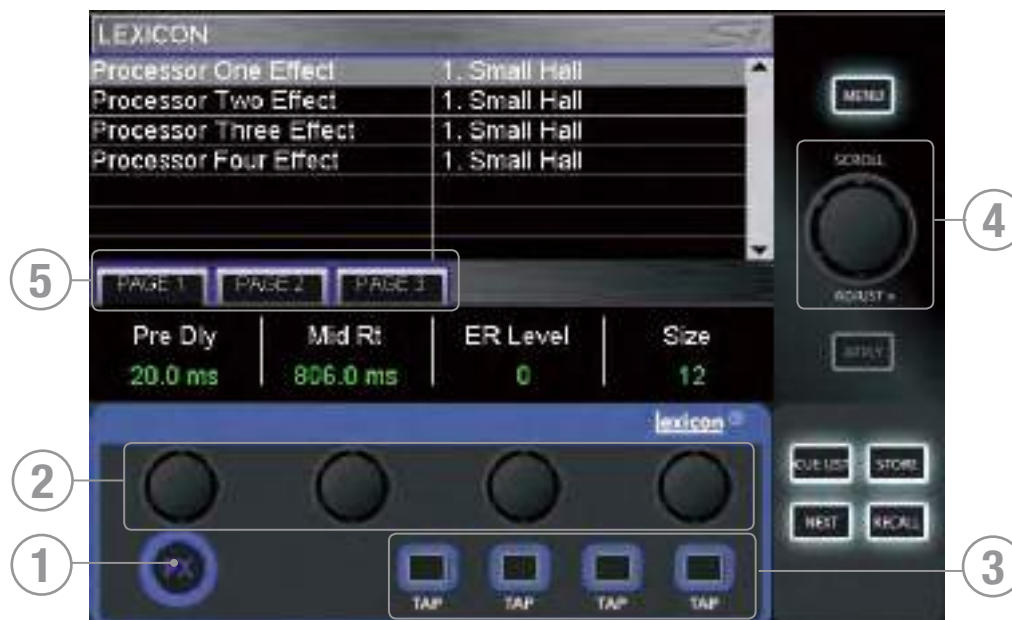 LEXICON Si
Processor One Effect 1. Small Hall
Processor Two Effect 1. Small Hall
Processor Three Effect 1. Small Hall
Processor Four Effect 1. Small Hall
MENU
SCROLL
4
ADJUST
5
PAGE 1 PAGE 2 PAGE 3
Pre Dly Mid Rt ER Level Size
20.0 ms 806.0 ms 0 12
APPLY
lexicon
2
CUE LIST STORE
NEXT RECALL
1
FX
3
TAP TAP TAP TAP